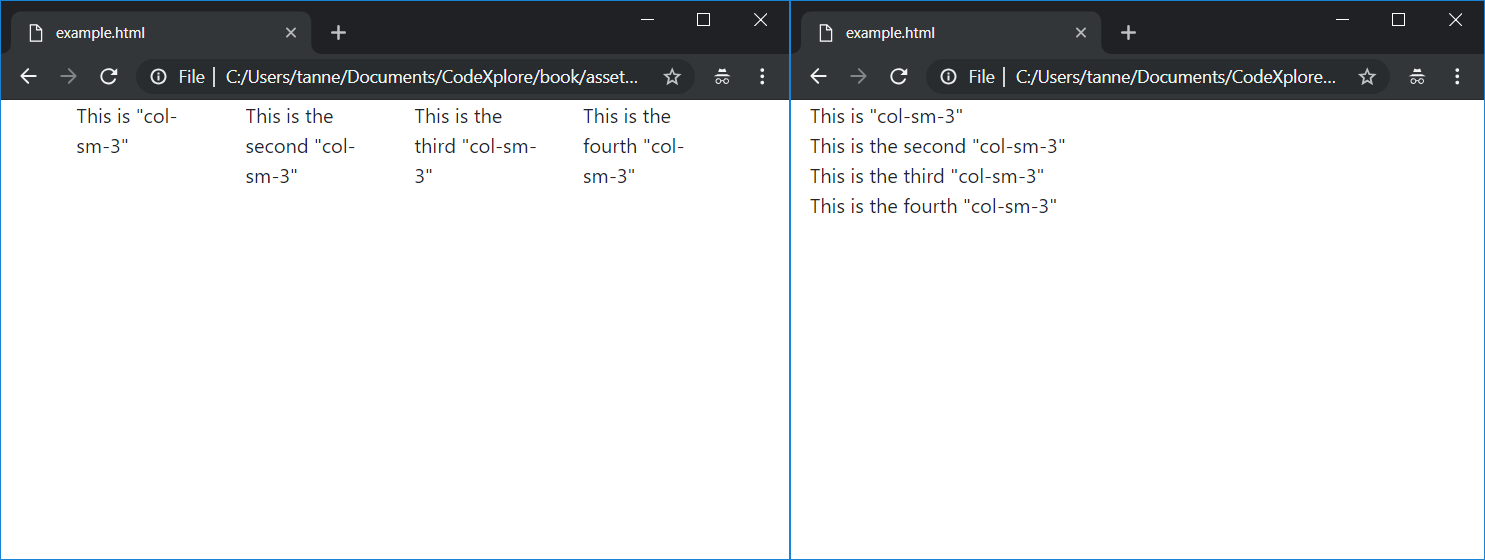 example.html
File
C:/Users/tanne/Documents/CodeXplore/book/asset...
This is "col-
sm-3"
This is the
second "col-
sm-3"
This is the
third "col-sm-
3"
This is the
fourth "col-
sm-3"
example.html
File
C:/Users/tanne/Documents/CodeXplore...
This is "col-sm-3"
This is the second "col-sm-3"
This is the third "col-sm-3"
This is the fourth "col-sm-3"